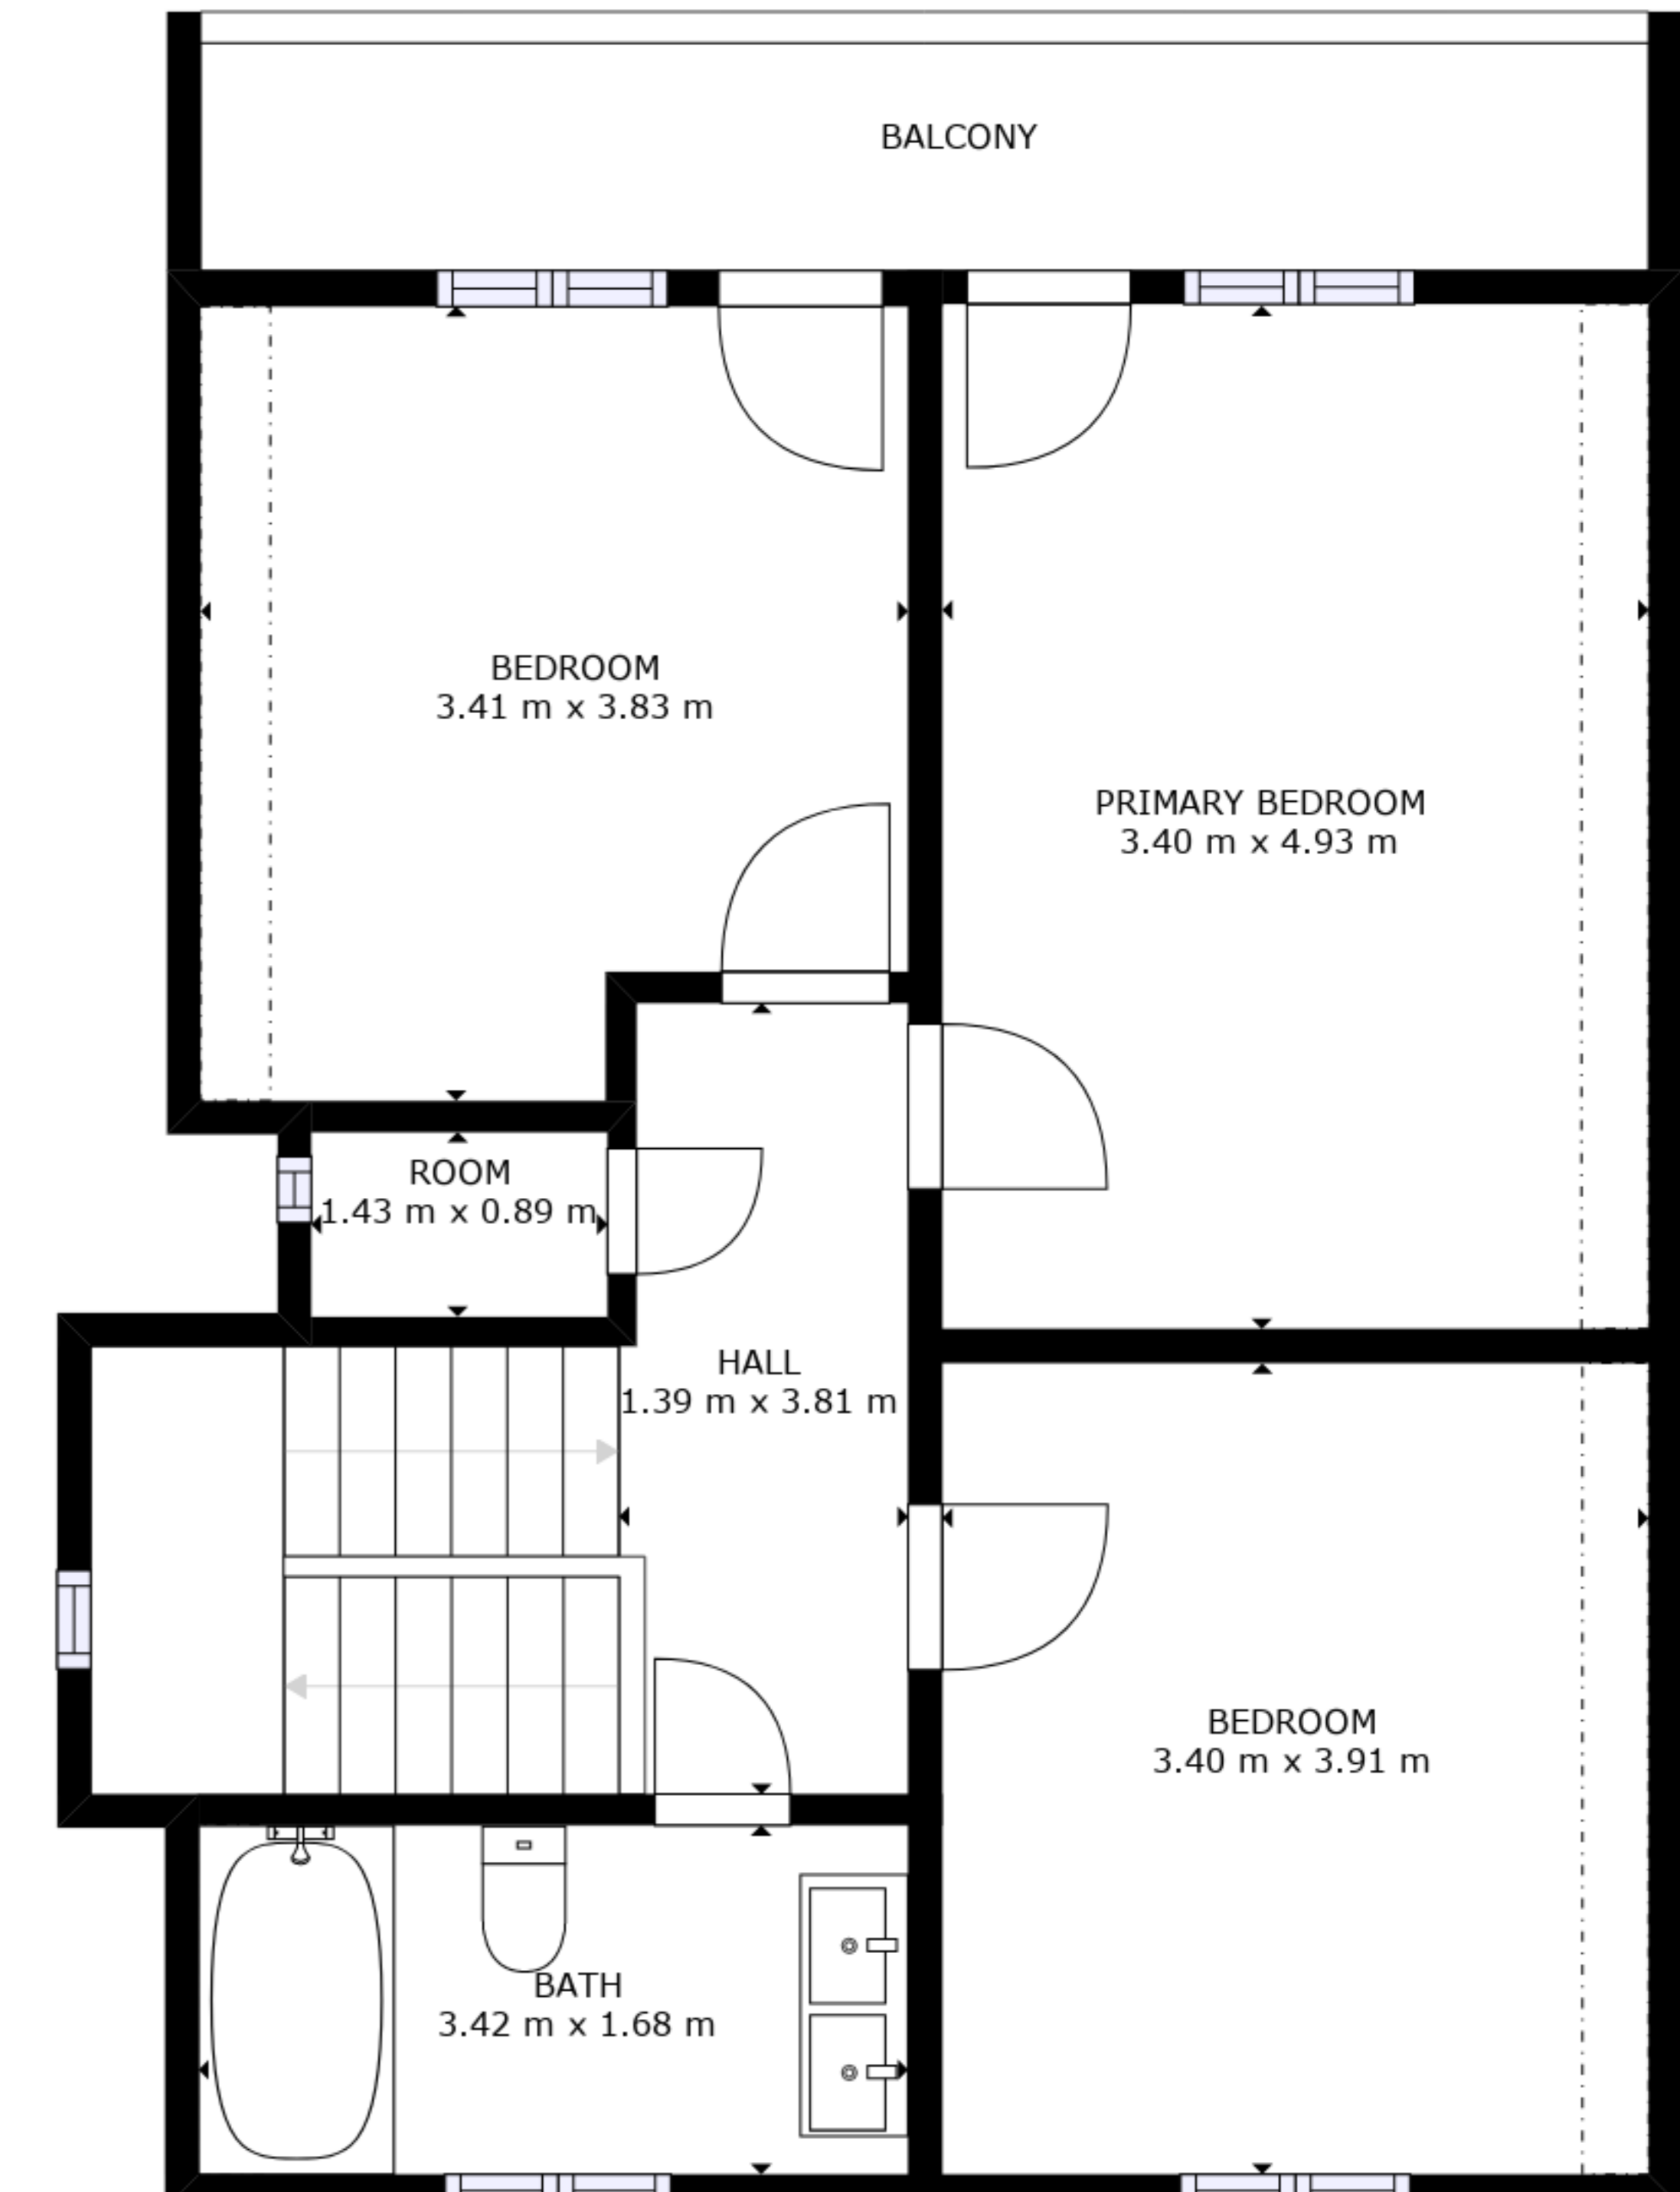 BALCONY
BEDROOM
3.41 m x 3.83 m
PRIMARY BEDROOM
3.40 m x 4.93 m
ROOM
1.43 m x 0.89 m
HALL
1.39 m x 3.81 m
BEDROOM
3.40 m x 3.91 m
BATH
3.42 m x 1.68 m